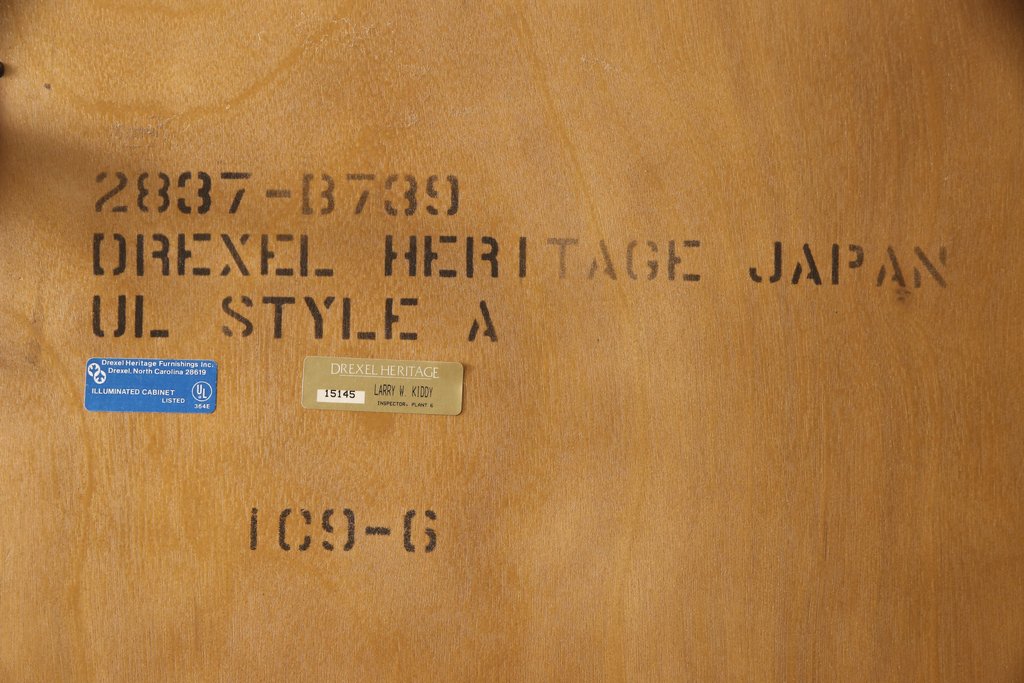 2837-B739
DREXEL HERITAGE JAPAN
UL STYLE A
Drexel Heritage Furnishings Inc.
Drexel, North Carolina 28619
ILLUMINATED CABINET
LISTED
UL
364E
DREXEL HERITAGE
15145 LARRY W. KIDDY
INSPECTOR: PLANT 6
1C9-6